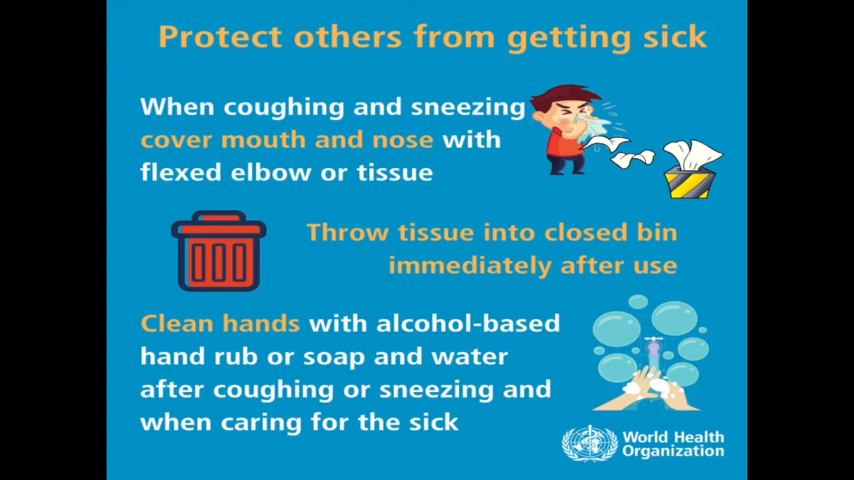 Protect others from getting sick
When coughing and sneezing
cover mouth and nose with
flexed elbow or tissue
Throw tissue into closed bin
immediately after use
Clean hands with alcohol-based
hand rub or soap and water
after coughing or sneezing and
when caring for the sick
World Health
Organization